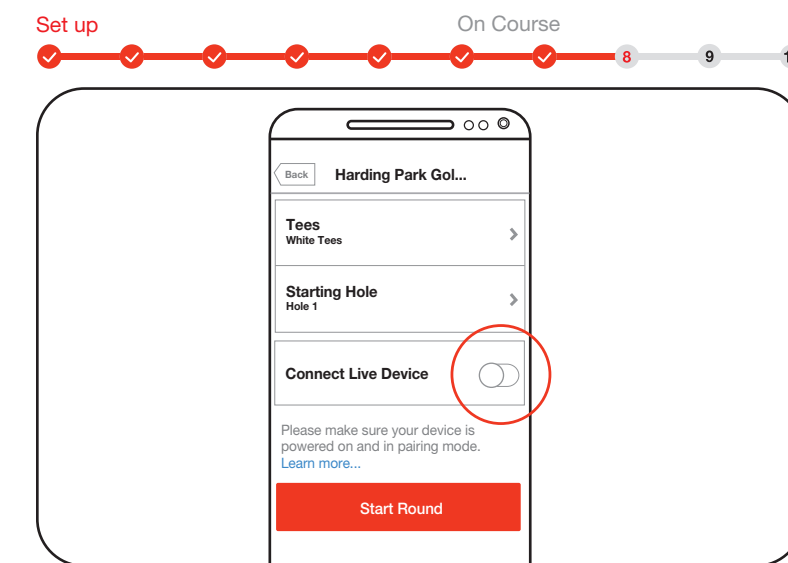 Set up
On Course
8 9
Back
Harding Park Gol...
Tees
White Tees
Starting Hole
Hole 1
Connect Live Device
Please make sure your device is
powered on and in pairing mode.
Learn more...
Start Round